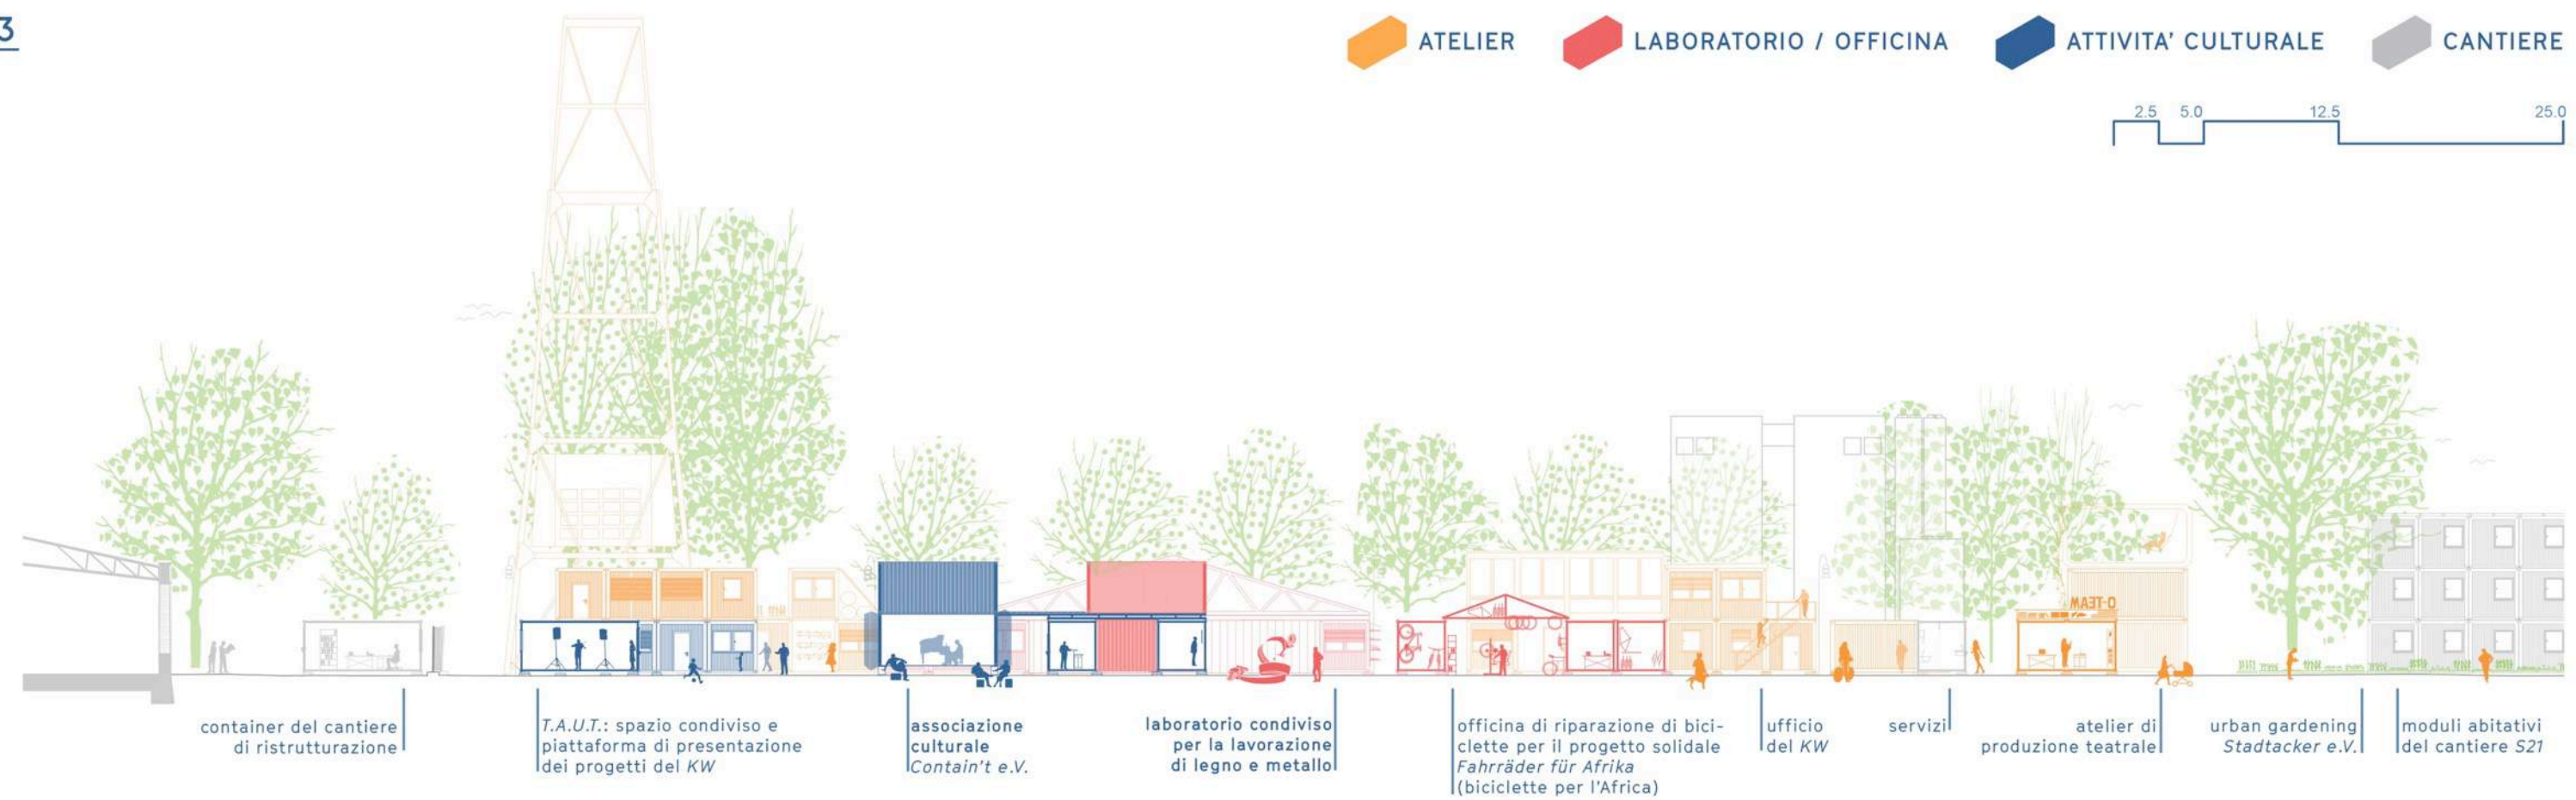 3
ATELIER
LABORATORIO / OFFICINA
ATTIVITA' CULTURALE
CANTIERE
2.5 5.0 12.5 25.0
O-TEAM
container del cantiere
di ristrutturazione
T.A.U.T.: spazio condiviso e
piattaforma di presentazione
dei progetti del KW
associazione
culturale
Contain't e.V.
laboratorio condiviso
per la lavorazione
di legno e metallo
officina di riparazione di bici-
clette per il progetto solidale
Fahrräder für Afrika
(biciclette per l'Africa)
ufficio
del KW
servizi
atelier di
produzione teatrale
urban gardening
Stadtacker e.V.
moduli abitativi
del cantiere S21